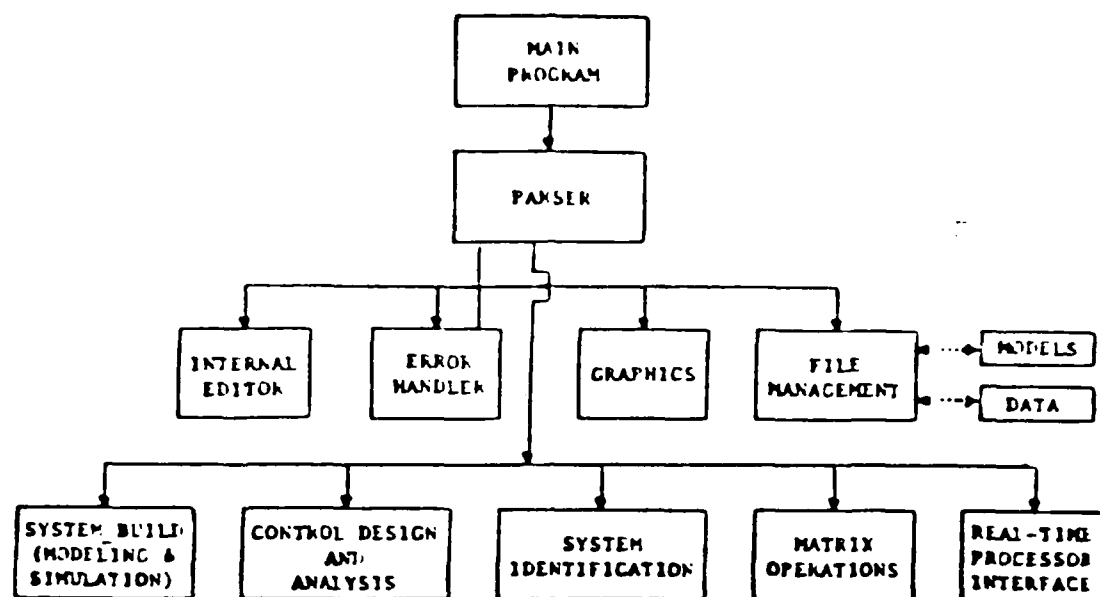 MAIN
PROGRAM
PARSER
INTERNAL
EDITOR
ERROR
HANDLER
GRAPHICS
FILE
MANAGEMENT
MODELS
DATA
SYSTEM_BUILD
(MODELING &
SIMULATION)
CONTROL DESIGN
AND
ANALYSIS
SYSTEM
IDENTIFICATION
MATRIX
OPERATIONS
REAL-TIME
PROCESSOR
INTERFACE